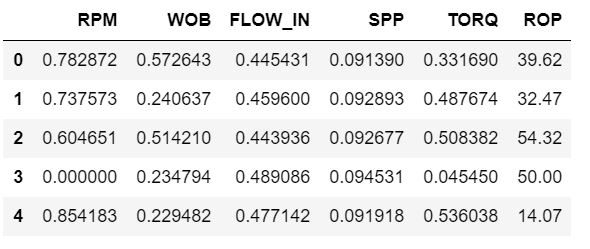 RPM WOB FLOW_IN SPP TORQ ROP
0 0.782872 0.572643 0.445431 0.091390 0.331690 39.62
1 0.737573 0.240637 0.459600 0.092893 0.487674 32.47
2 0.604651 0.514210 0.443936 0.092677 0.508382 54.32
3 0.000000 0.234794 0.489086 0.094531 0.045450 50.00
4 0.854183 0.229482 0.477142 0.091918 0.536038 14.07